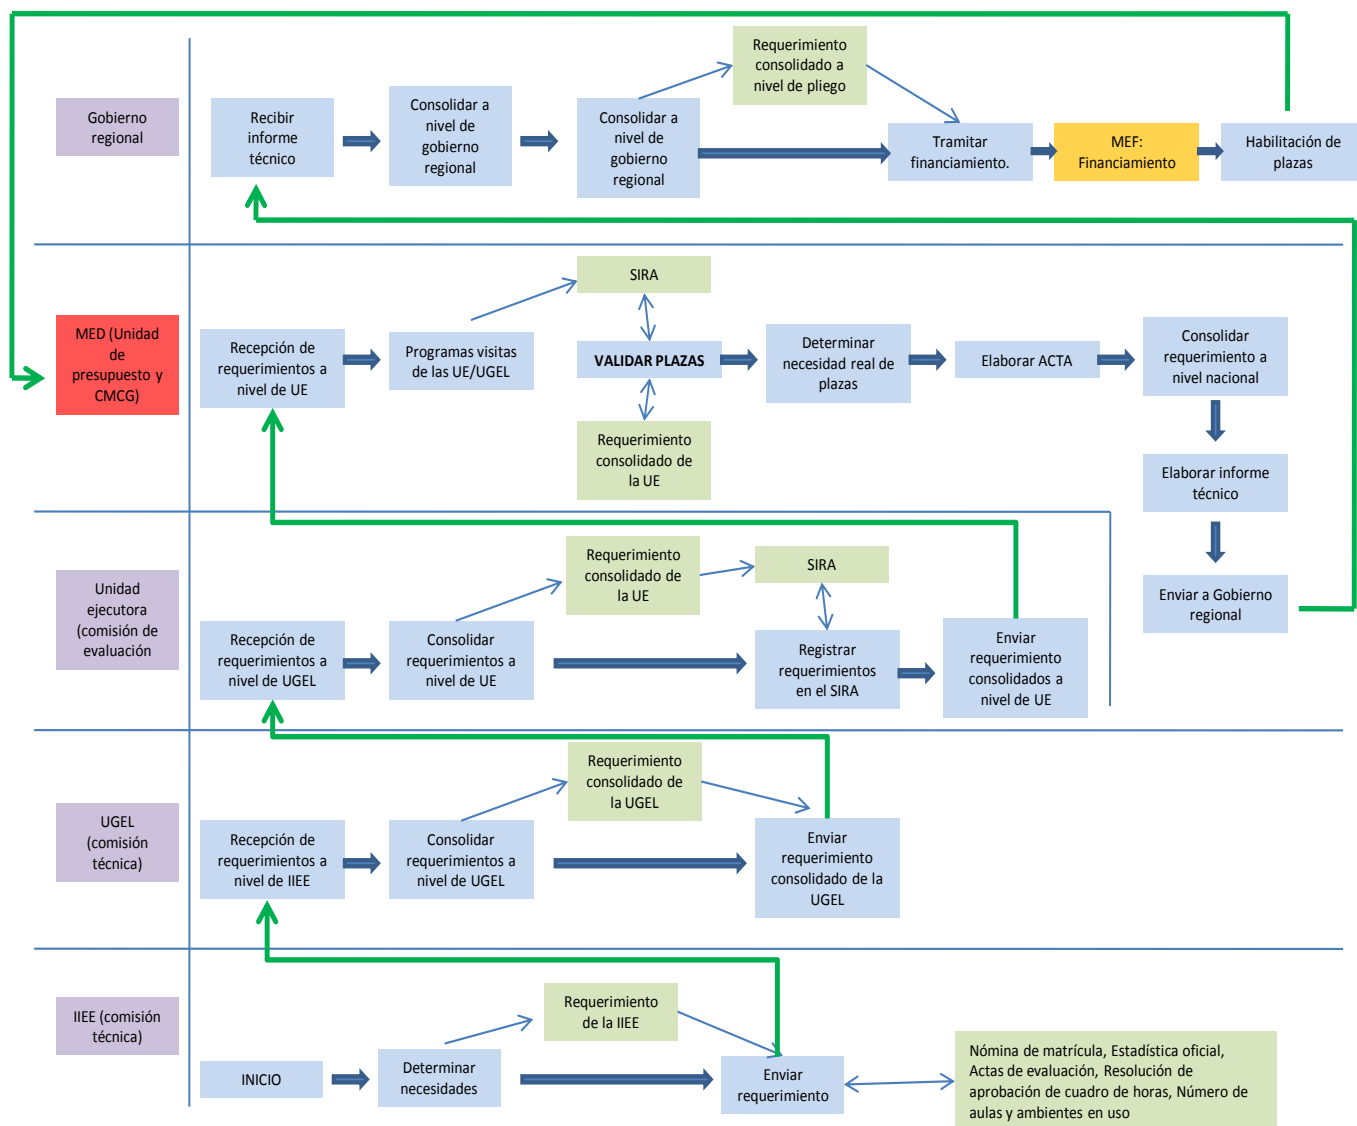 Requerimiento
consolidado a
nivel de pliego
Gobierno
regional
Recibir
informe
técnico
Consolidar a
nivel de
gobierno
regional
Consolidar a
nivel de
gobierno
regional
Tramitar
financiamiento.
MEF:
Financiamiento
Habilitación de
plazas
SIRA
MED (Unidad
de
presupuesto y
CMCG)
Recepción de
requerimientos a
nivel de UE
Programas visitas
de las UE/UGEL
VALIDAR PLAZAS
Determinar
necesidad real de
plazas
Elaborar ACTA
Consolidar
requerimiento a
nivel nacional
Requerimiento
consolidado de
la UE
Elaborar informe
técnico
Enviar a Gobierno
regional
Unidad
ejecutora
(comisión de
evaluación
Requerimiento
consolidado de
la UE
SIRA
Recepción de
requerimientos a
nivel de UGEL
Consolidar
requerimientos a
nivel de UE
Registrar
requerimientos
en el SIRA
Enviar
requerimiento
consolidados a
nivel de UE
Requerimiento
consolidado de
la UGEL
UGEL
(comisión
técnica)
Recepción de
requerimientos a
nivel de IIEE
Consolidar
requerimientos a
nivel de UGEL
Enviar
requerimiento
consolidado de la
UGEL
IIEE (comisión
técnica)
Requerimiento
de la IIEE
INICIO
Determinar
necesidades
Enviar
requerimiento
Nómina de matrícula, Estadística oficial,
Actas de evaluación, Resolución de
aprobación de cuadro de horas, Número de
aulas y ambientes en uso